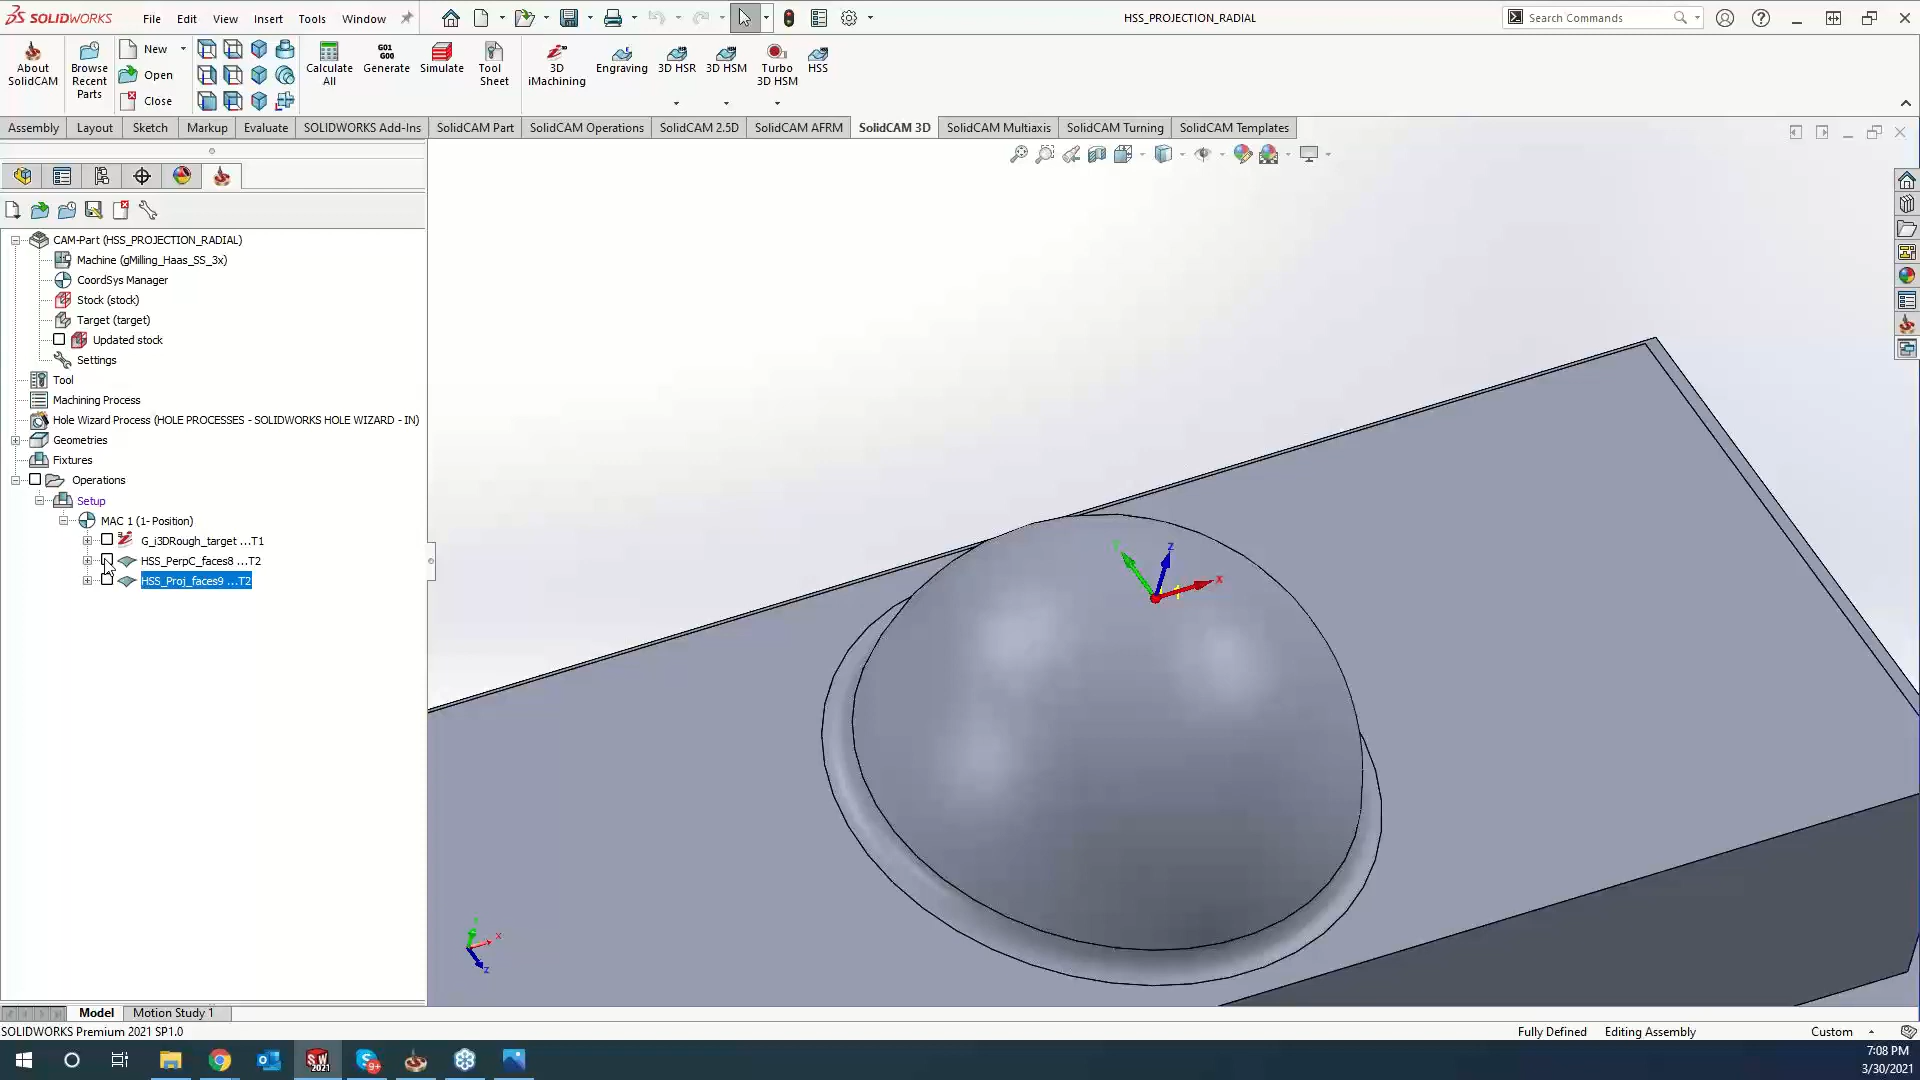 SOLIDWORKS
File Edit View Insert Tools Window
HSS_PROJECTION_RADIAL
Search Commands
About SolidCAM
Browse Recent Parts
New
Open
Close
Calculate All
G01 G00
Generate
Simulate
Tool Sheet
3D iMachining
Engraving
3D HSR
3D HSM
Turbo 3D HSM
HSS
Assembly Layout Sketch Markup Evaluate SOLIDWORKS Add-Ins SolidCAM Part SolidCAM Operations SolidCAM 2.5D SolidCAM AFRM SolidCAM 3D SolidCAM Multiaxis SolidCAM Turning SolidCAM Templates
CAM-Part (HSS_PROJECTION_RADIAL)
Machine (gMilling_Haas_SS_3x)
CoordSys Manager
Stock (stock)
Target (target)
Updated stock
Settings
Tool
Machining Process
Hole Wizard Process (HOLE PROCESSES - SOLIDWORKS HOLE WIZARD - IN)
Geometries
Fixtures
Operations
Setup
MAC 1 (1- Position)
G_i3DRough_target ...T1
HSS_PerpC_faces8 ...T2
HSS_Proj_faces9 ...T2
Y Z X
Y X Z
Model Motion Study 1
SOLIDWORKS Premium 2021 SP1.0
Fully Defined Editing Assembly Custom
7:08 PM
3/30/2021